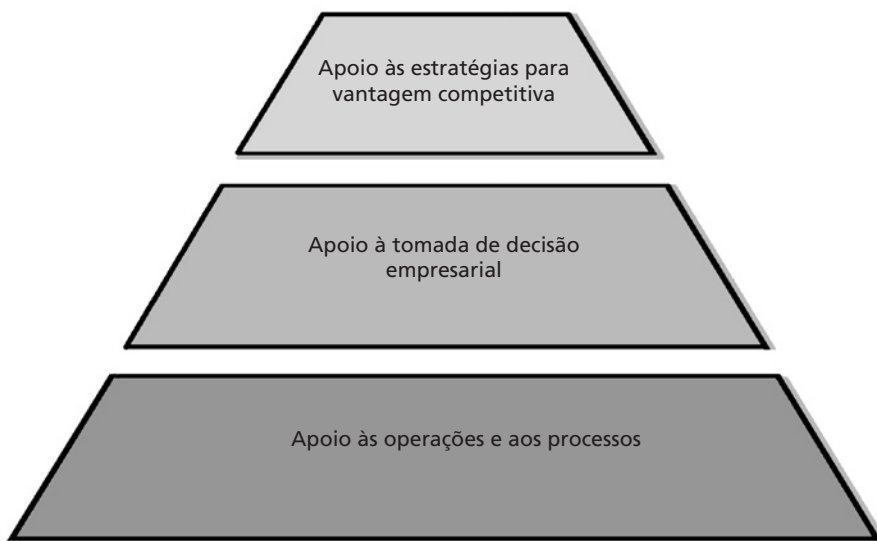 Apoio às estratégias para
vantagem competitiva
Apoio à tomada de decisão
empresarial
Apoio às operações e aos processos